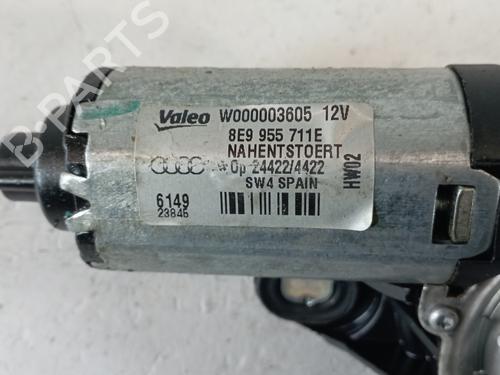 B-PARTS
Valeo W000003605 12V
8E9 955 711E
NAHENTSTOERT
*Op 24422/4422
SW4 SPAIN
HW02
6149
23845